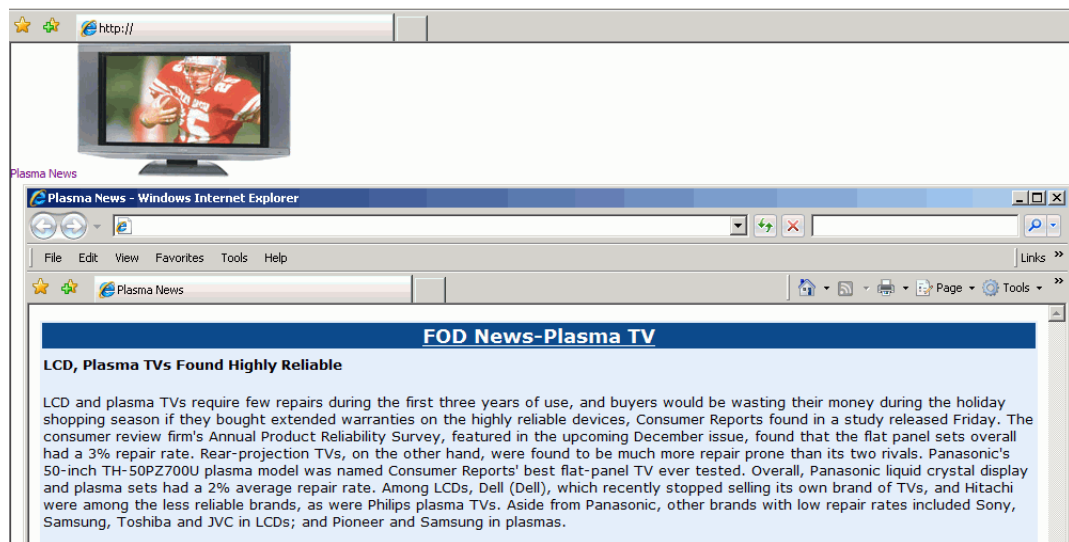 http://
Plasma News
Plasma News - Windows Internet Explorer
File Edit View Favorites Tools Help
Links »
Plasma News
Page Tools »
FOD News-Plasma TV
LCD, Plasma TVs Found Highly Reliable
LCD and plasma TVs require few repairs during the first three years of use, and buyers would be wasting their money during the holiday
shopping season if they bought extended warranties on the highly reliable devices, Consumer Reports found in a study released Friday. The
consumer review firm's Annual Product Reliability Survey, featured in the upcoming December issue, found that the flat panel sets overall
had a 3% repair rate. Rear-projection TVs, on the other hand, were found to be much more repair prone than its two rivals. Panasonic's
50-inch TH-50PZ700U plasma model was named Consumer Reports' best flat-panel TV ever tested. Overall, Panasonic liquid crystal display
and plasma sets had a 2% average repair rate. Among LCDs, Dell (Dell), which recently stopped selling its own brand of TVs, and Hitachi
were among the less reliable brands, as were Philips plasma TVs. Aside from Panasonic, other brands with low repair rates included Sony,
Samsung, Toshiba and JVC in LCDs; and Pioneer and Samsung in plasmas.